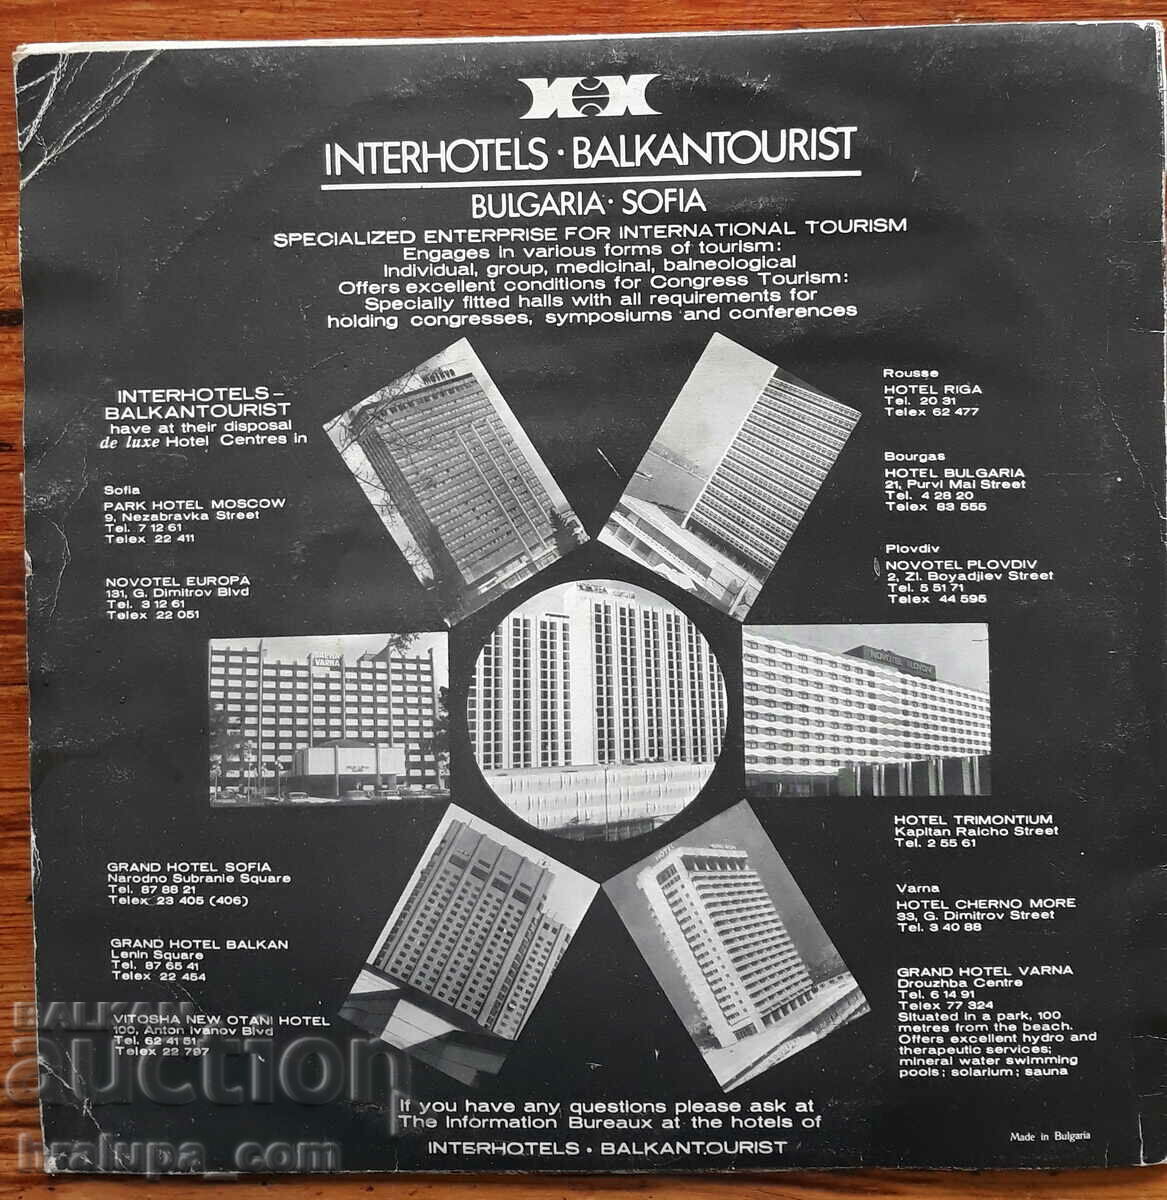 INTERHOTELS · BALKANTOURIST
BULGARIA · SOFIA
SPECIALIZED ENTERPRISE FOR INTERNATIONAL TOURISM
Engages in various forms of tourism:
Individual, group, medicinal, balneological
Offers excellent conditions for Congress Tourism:
Specially fitted halls with all requirements for
holding congresses, symposiums and conferences
INTERHOTELS–
BALKANTOURIST
have at their disposal
de luxe Hotel Centres in
Sofia
PARK HOTEL MOSCOW
9, Nezabravka Street
Tel. 7 12 61
Telex 22 411
NOVOTEL EUROPA
131, G. Dimitrov Blvd
Tel. 3 12 61
Telex 22 051
GRAND HOTEL SOFIA
Narodno Subranie Square
Tel. 87 88 21
Telex 23 405 (406)
GRAND HOTEL BALKAN
Lenin Square
Tel. 87 65 41
Telex 22 454
VITOSHA NEW OTANI HOTEL
100, Anton Ivanov Blvd
Tel. 62 41 51
Telex 22 797
Rousse
HOTEL RIGA
Tel. 20 31
Telex 62 477
Bourgas
HOTEL BULGARIA
21, Purvi Mai Street
Tel. 4 28 20
Telex 83 555
Plovdiv
NOVOTEL PLOVDIV
2, Zl. Boyadjiev Street
Tel. 5 51 71
Telex 44 595
HOTEL TRIMONTIUM
Kapitan Raicho Street
Tel. 2 55 61
Varna
HOTEL CHERNO MORE
33, G. Dimitrov Street
Tel. 3 40 88
GRAND HOTEL VARNA
Drouzhba Centre
Tel. 6 14 91
Telex 77 324
Situated in a park, 100
metres from the beach.
Offers excellent hydro and
therapeutic services;
mineral water swimming
pools; solarium; sauna
VARNA
NOVOTEL PLOVDIV
HOTEL
If you have any questions please ask at
The Information Bureaux at the hotels of
INTERHOTELS · BALKANTOURIST
Made in Bulgaria
BALKAN
auction
hralupa_com